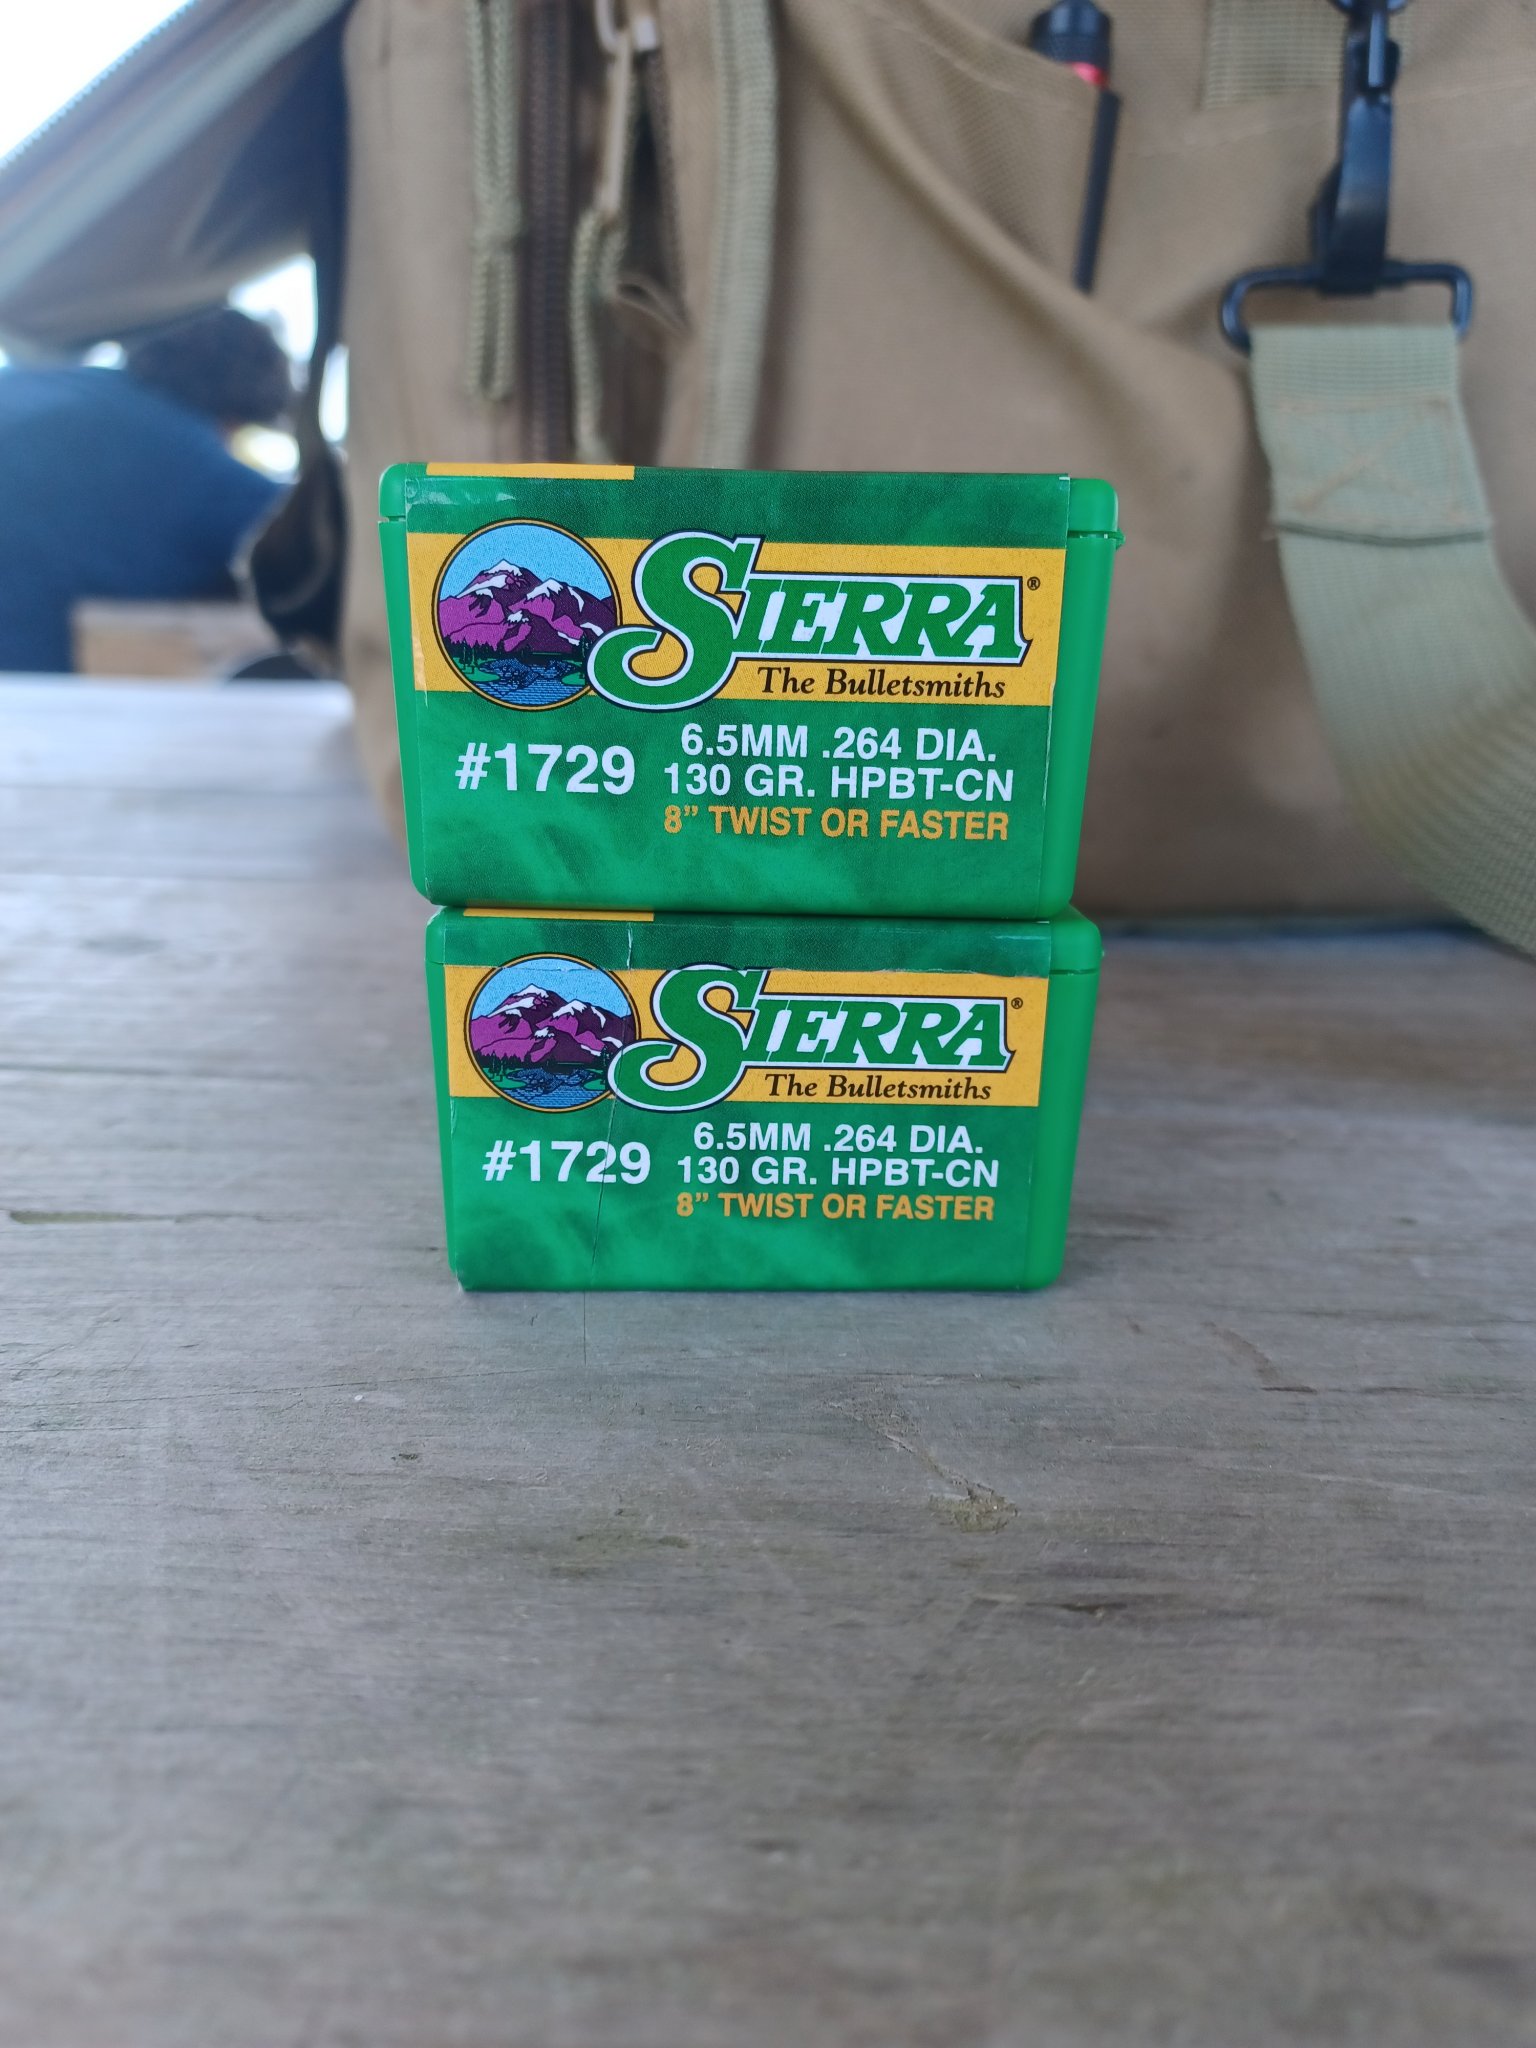 SIERRA®
The Bulletsmiths
#1729
6.5MM .264 DIA.
130 GR. HPBT-CN
8” TWIST OR FASTER
SIERRA®
The Bulletsmiths
#1729
6.5MM .264 DIA.
130 GR. HPBT-CN
8” TWIST OR FASTER